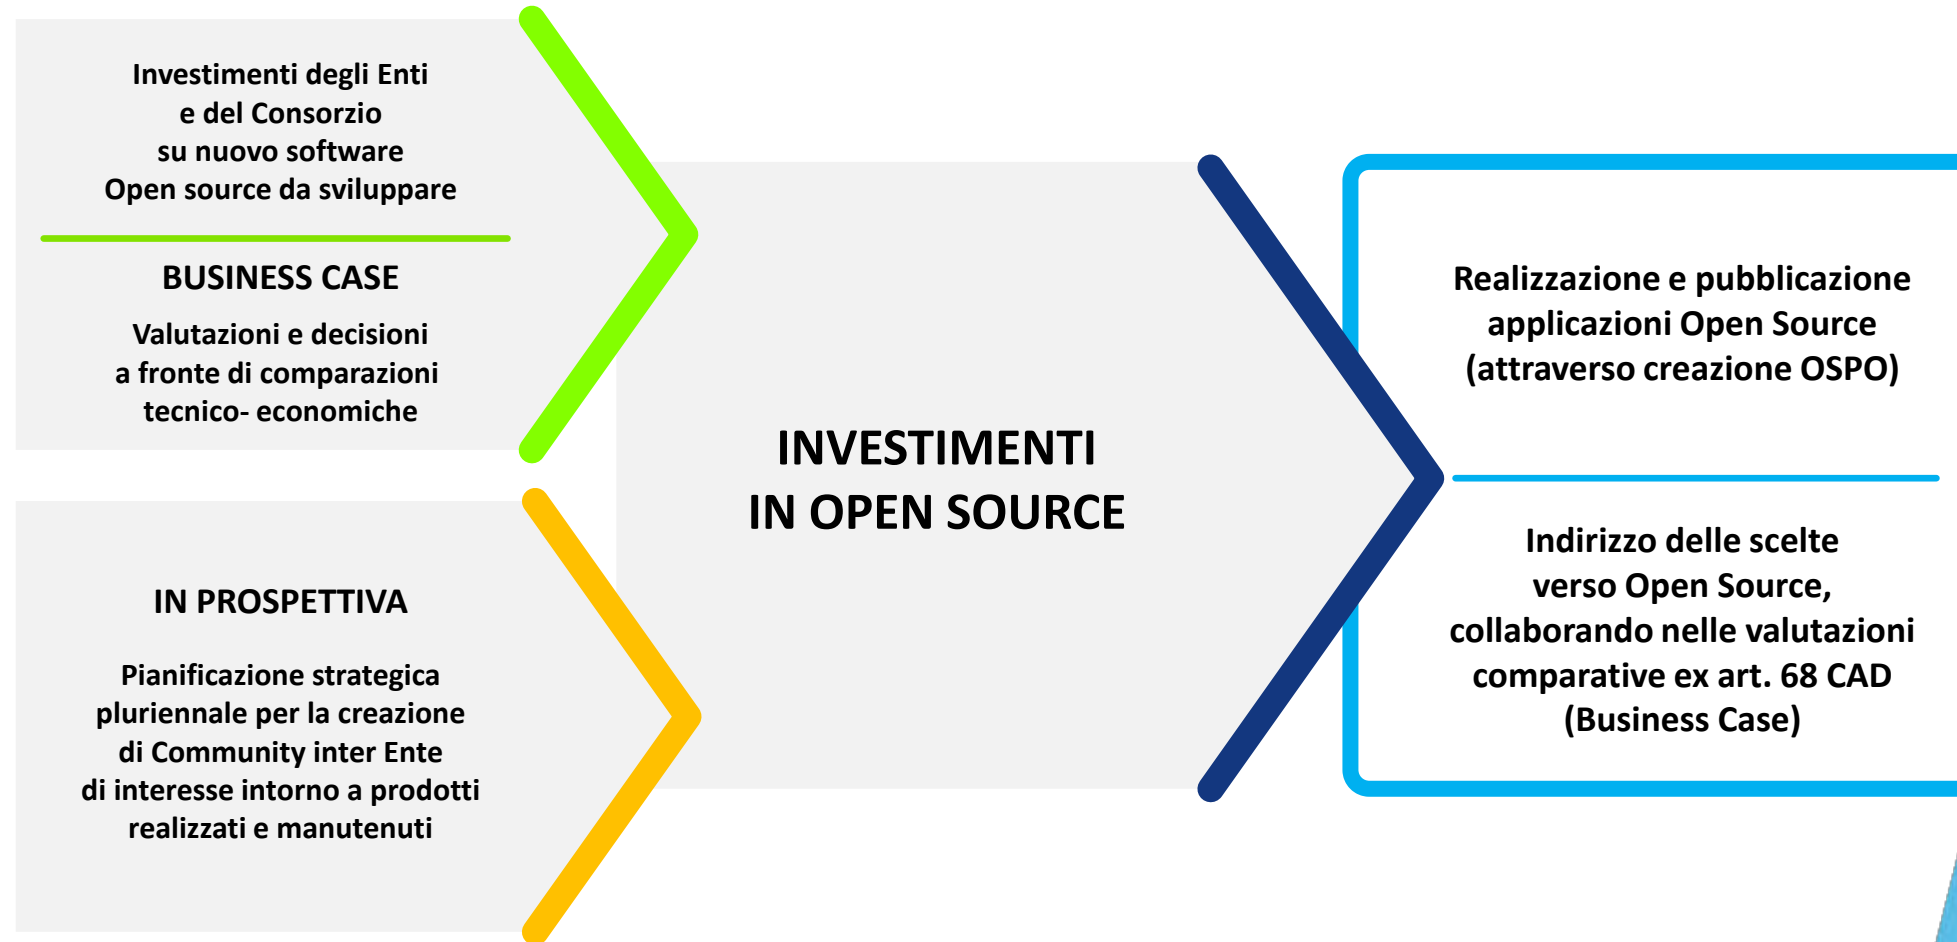 Investimenti degli Enti
e del Consorzio
su nuovo software
Open source da sviluppare
BUSINESS CASE
Valutazioni e decisioni
a fronte di comparazioni
tecnico- economiche
IN PROSPETTIVA
Pianificazione strategica
pluriennale per la creazione
di Community inter Ente
di interesse intorno a prodotti
realizzati e manutenuti
INVESTIMENTI
IN OPEN SOURCE
Realizzazione e pubblicazione
applicazioni Open Source
(attraverso creazione OSPO)
Indirizzo delle scelte
verso Open Source,
collaborando nelle valutazioni
comparative ex art. 68 CAD
(Business Case)